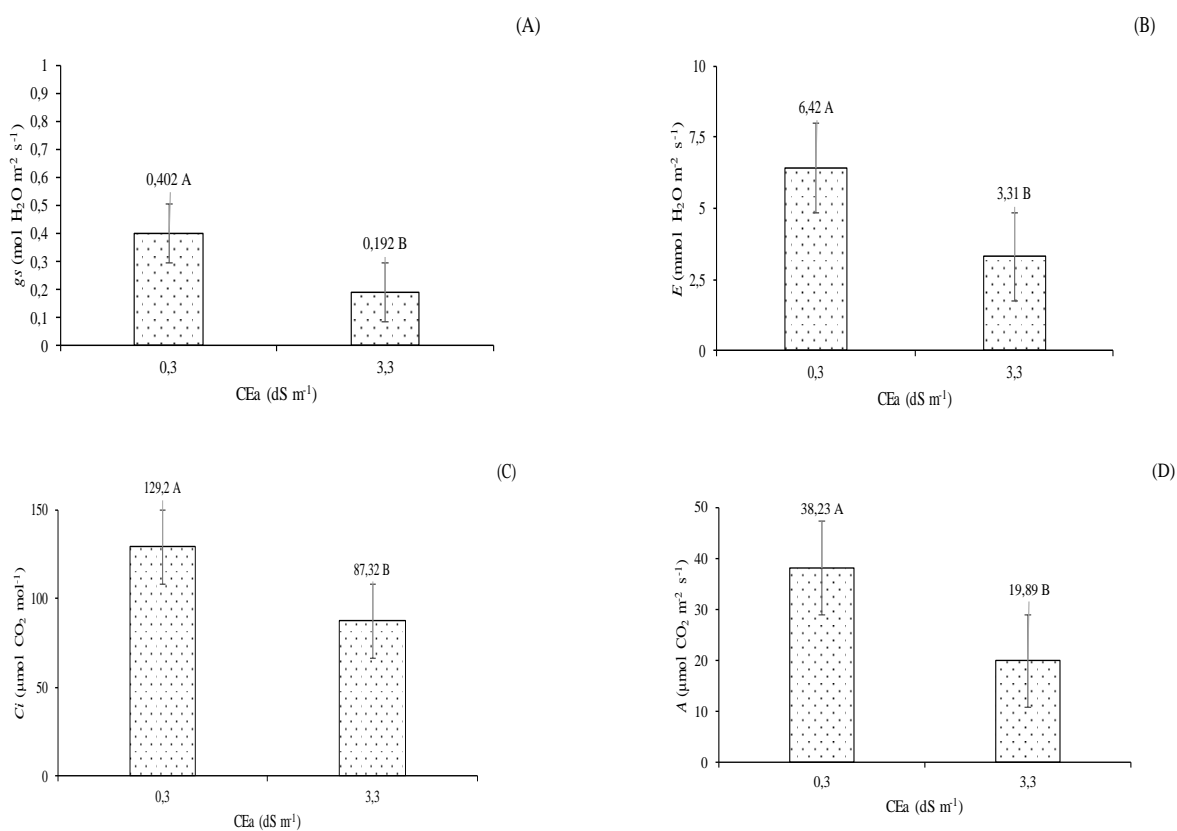 (A)
gs (mol H₂O m⁻² s⁻¹)
1
0,9
0,8
0,7
0,6
0,5
0,4
0,3
0,2
0,1
0
0,402 A
0,192 B
0,3 3,3
CEa (dS m⁻¹)
(B)
E (mmol H₂O m⁻² s⁻¹)
10
7,5
5
2,5
0
6,42 A
3,31 B
0,3 3,3
CEa (dS m⁻¹)
(C)
Ci (μmol CO₂ mol⁻¹)
150
100
50
0
129,2 A
87,32 B
0,3 3,3
CEa (dS m⁻¹)
(D)
A (μmol CO₂ m⁻² s⁻¹)
50
40
30
20
10
0
38,23 A
19,89 B
0,3 3,3
CEa (dS m⁻¹)